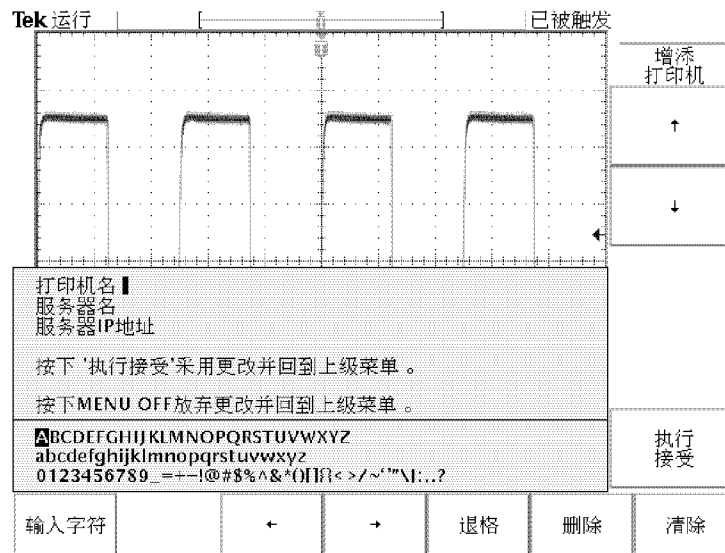 Tek 运行
已被触发
增添
打印机
↑
↓
打印机名
服务器名
服务器IP地址
按下 '执行接受'采用更改并回到上级菜单 。
按下MENU OFF放弃更改并回到上级菜单 。
ABCDEFGHIJKLMNOPQRSTUVWXYZ
abcdefghijklmnopqrstuvwxyz
0123456789_=+–!@#$%^&*()[]{}< >/~‘’"\|:,.?
执行
接受
输入字符
←
→
退格
删除
清除